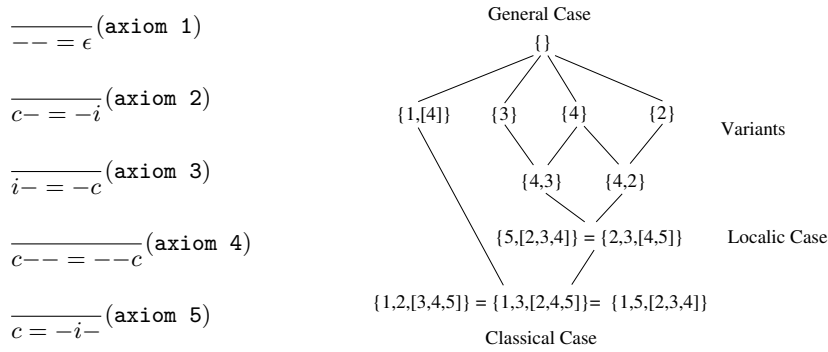 -- = ϵ (axiom 1)
c- = -i (axiom 2)
i- = -c (axiom 3)
c-- = --c (axiom 4)
c = -i- (axiom 5)
General Case
{}
{1,[4]} {3} {4} {2}
Variants
{4,3} {4,2}
{5,[2,3,4]} = {2,3,[4,5]} Localic Case
{1,2,[3,4,5]} = {1,3,[2,4,5]}= {1,5,[2,3,4]}
Classical Case